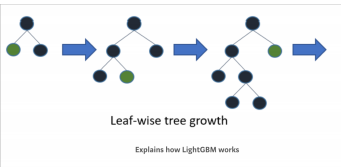 Leaf-wise tree growth
Explains how LightGBM works